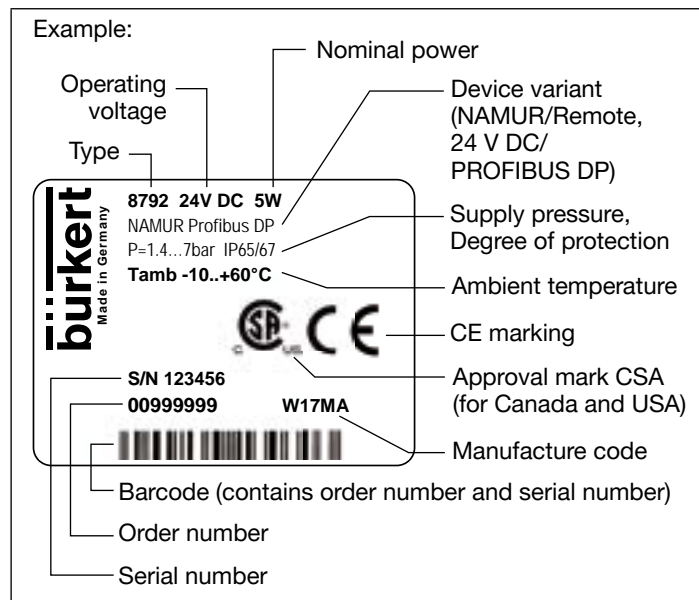 Example:
Nominal power
Operating
voltage
Type
Device variant
(NAMUR/Remote,
24 V DC/
PROFIBUS DP)
Supply pressure,
Degree of protection
Ambient temperature
CE marking
Approval mark CSA
(for Canada and USA)
Manufacture code
bürkert
Made in Germany
8792 24V DC 5W
NAMUR Profibus DP
P=1.4...7bar IP65/67
Tamb -10..+60°C
C SA US CE
S/N 123456
00999999 W17MA
Barcode (contains order number and serial number)
Order number
Serial number